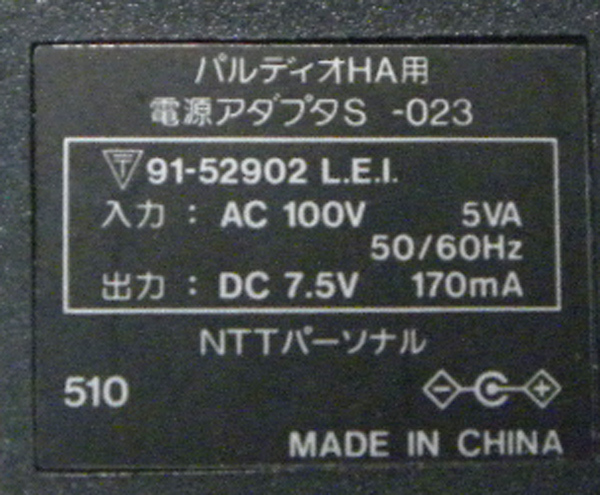 パルディオHA用
電源アダプタS -023
〒 91-52902 L.E.I.
入力 : AC 100V 5VA
50/60Hz
出力 : DC 7.5V 170mA
NTTパーソナル
510
MADE IN CHINA